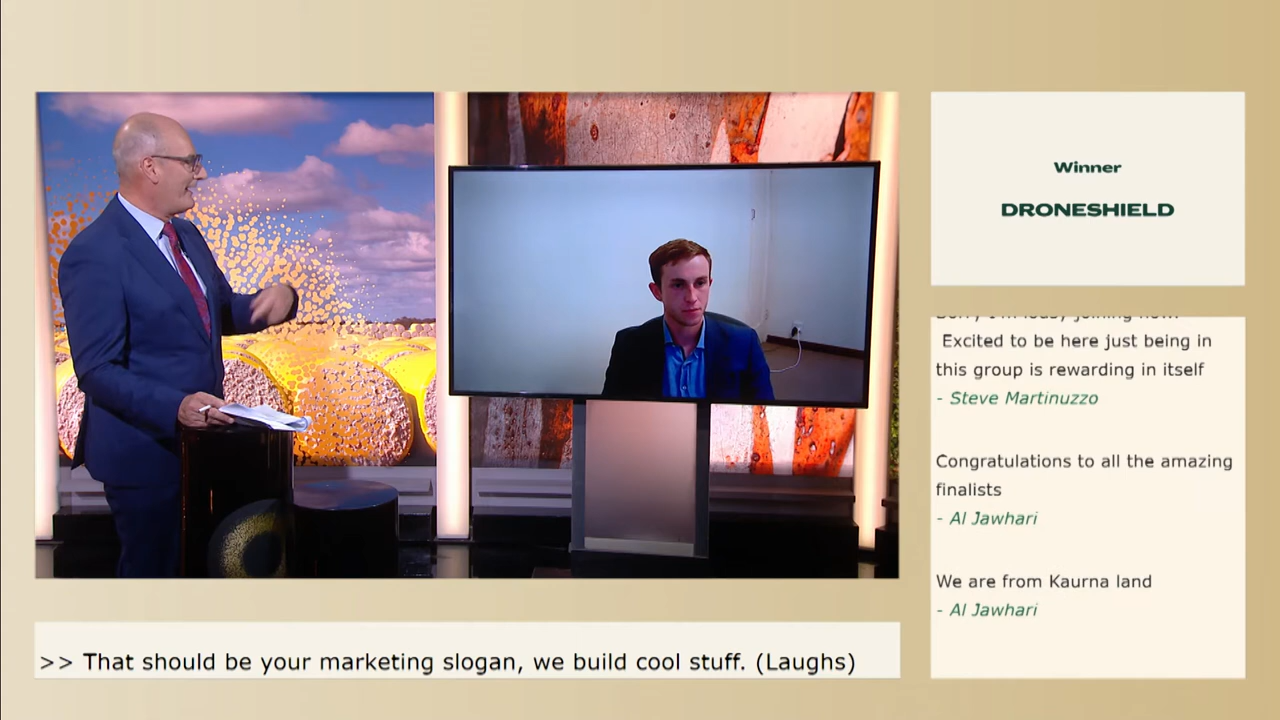 Winner
DRONESHIELD
Excited to be here just being in
this group is rewarding in itself
- Steve Martinuzzo
Congratulations to all the amazing
finalists
- Al Jawhari
We are from Kaurna land
- Al Jawhari
>> That should be your marketing slogan, we build cool stuff. (Laughs)